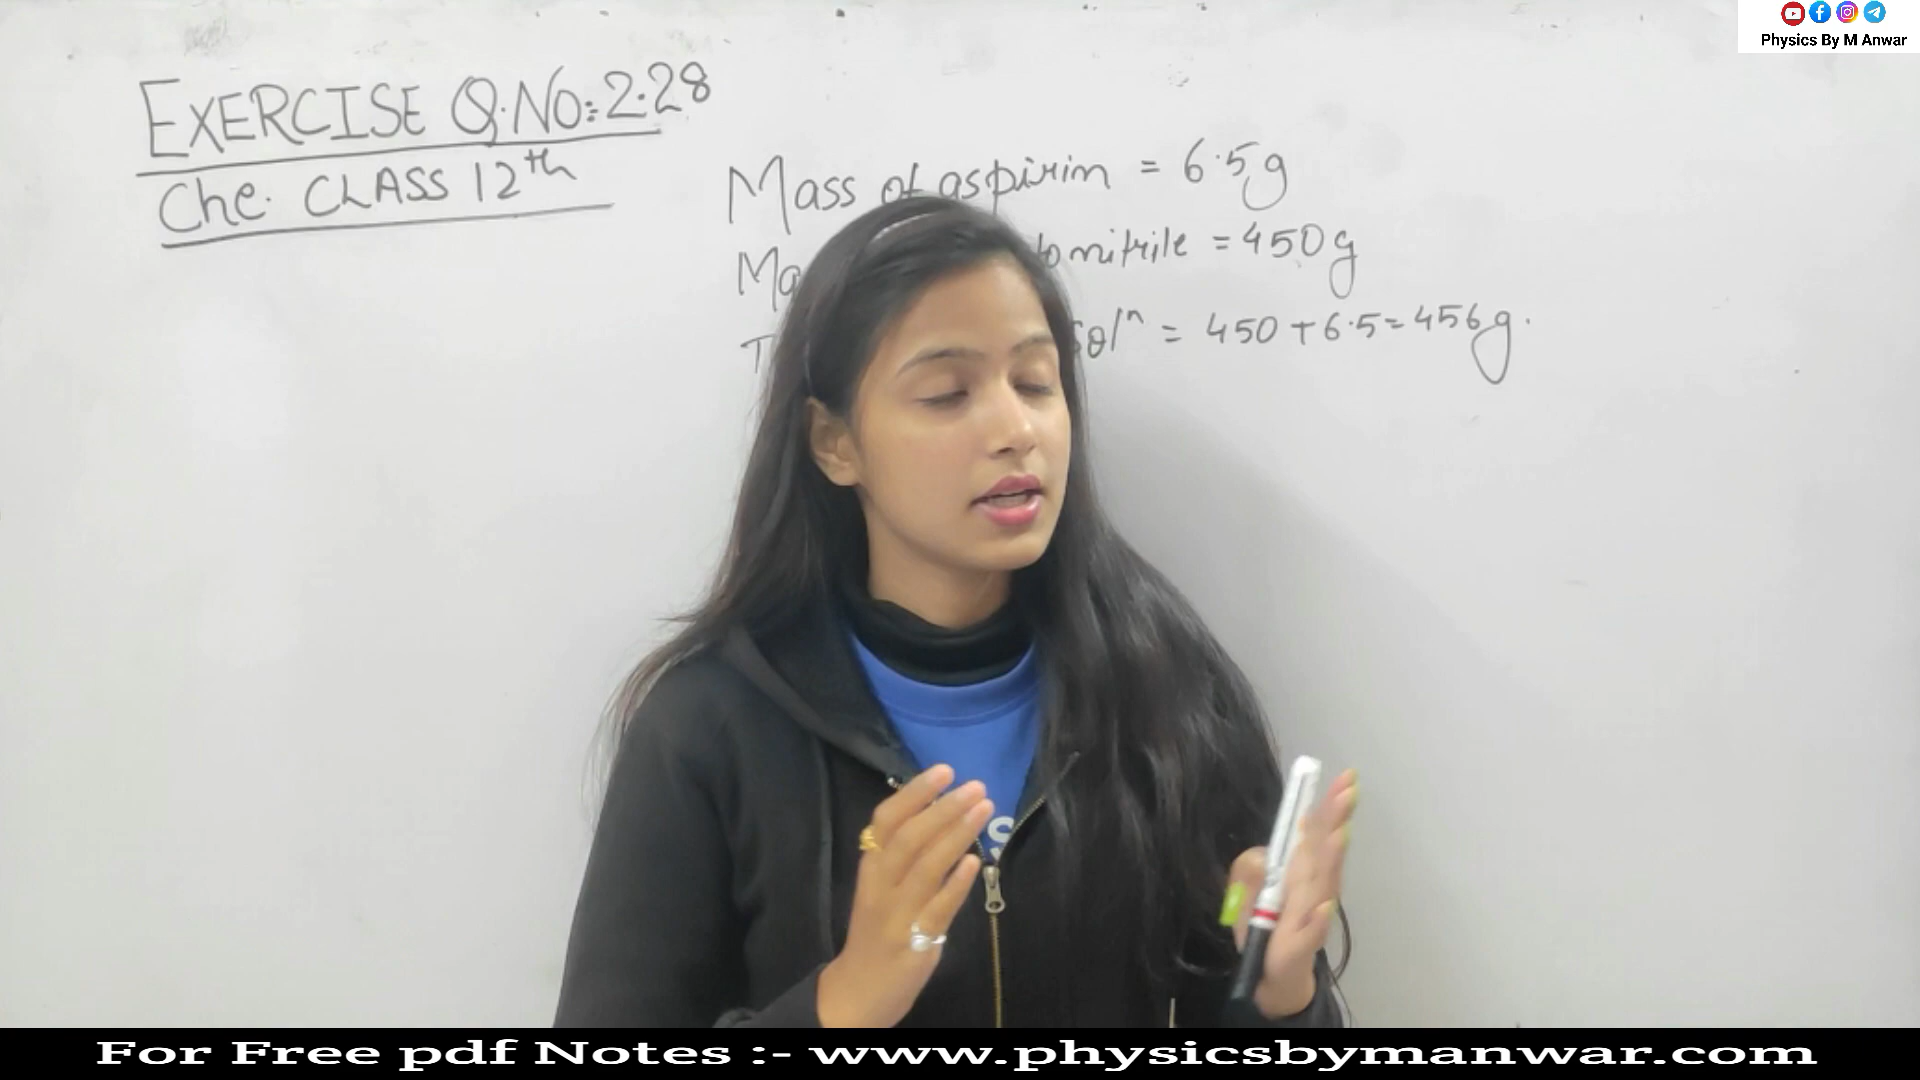 Physics By M Anwar
EXERCISE Q.NO:2.28
Che. CLASS 12th
Mass of aspirin = 6.5g
= 450g
solⁿ = 450+6.5=456g.
For Free pdf Notes :- www.physicsbymanwar.com